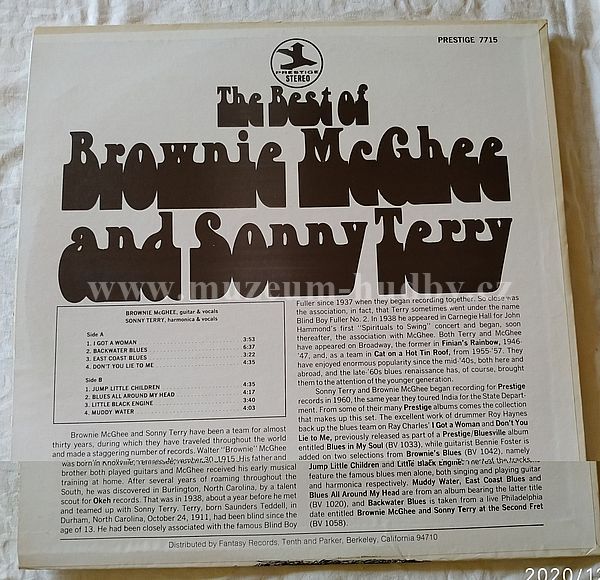 PRESTIGE 7715
PRESTIGE
STEREO
The Best of
Brownie McGhee
and Sonny Terry
www.muzeum-hudby.cz
BROWNIE McGHEE, guitar & vocals
SONNY TERRY, harmonica & vocals
Side A
1. I GOT A WOMAN 3:53
2. BACKWATER BLUES 6:37
3. EAST COAST BLUES 3:22
4. DON'T YOU LIE TO ME 4:35
Side B
1. JUMP LITTLE CHILDREN 4:35
2. BLUES ALL AROUND MY HEAD 4:17
3. LITTLE BLACK ENGINE 3:40
4. MUDDY WATER 4:03
Brownie McGhee and Sonny Terry have been a team for almost
thirty years, during which they have traveled throughout the world
and made a staggering number of records. Walter "Brownie" McGhee
was born in Knoxville, Tennessee, November 30, 1915. His father and
brother both played guitars and McGhee received his early musical
training at home. After several years of roaming throughout the
South, he was discovered in Burlington, North Carolina, by a talent
scout for Okeh records. That was in 1938, about a year before he met
and teamed up with Sonny Terry. Terry, born Saunders Teddell, in
Durham, North Carolina, October 24, 1911, had been blind since the
age of 13. He had been closely associated with the famous Blind Boy
Fuller since 1937 when they began recording together. So close was
the association, in fact, that Terry sometimes went under the name
Blind Boy Fuller No. 2. In 1938 he appeared in Carnegie Hall for John
Hammond's first "Spirituals to Swing" concert and began, soon
thereafter, the association with McGhee. Both Terry and McGhee
have appeared on Broadway, the former in Finian's Rainbow, 1946-
'47, and, as a team in Cat on a Hot Tin Roof, from 1955-'57. They
have enjoyed enormous popularity since the mid-'40s, both here and
abroad, and the late-'60s blues renaissance has, of course, brought
them to the attention of the younger generation.
Sonny Terry and Brownie McGhee began recording for Prestige
records in 1960, the same year they toured India for the State Depart-
ment. From some of their many Prestige albums comes the collection
that makes up this set. The excellent work of drummer Roy Haynes
back up the blues team on Ray Charles' I Got a Woman and Don't You
Lie to Me, previously released as part of a Prestige/Bluesville album
entitled Blues in My Soul (BV 1033), while guitarist Bennie Foster is
added on two selections from Brownie's Blues (BV 1042), namely
Jump Little Children and Little Black Engine. the tracks
feature the famous blues men alone, both singing and playing guitar
and harmonica respectively. Muddy Water, East Coast Blues and
Blues All Around My Head are from an album bearing the latter title
(BV 1020), and Backwater Blues is taken from a live Philadelphia
date entitled Brownie McGhee and Sonny Terry at the Second Fret
(BV 1058).
Distributed by Fantasy Records, Tenth and Parker, Berkeley, California 94710